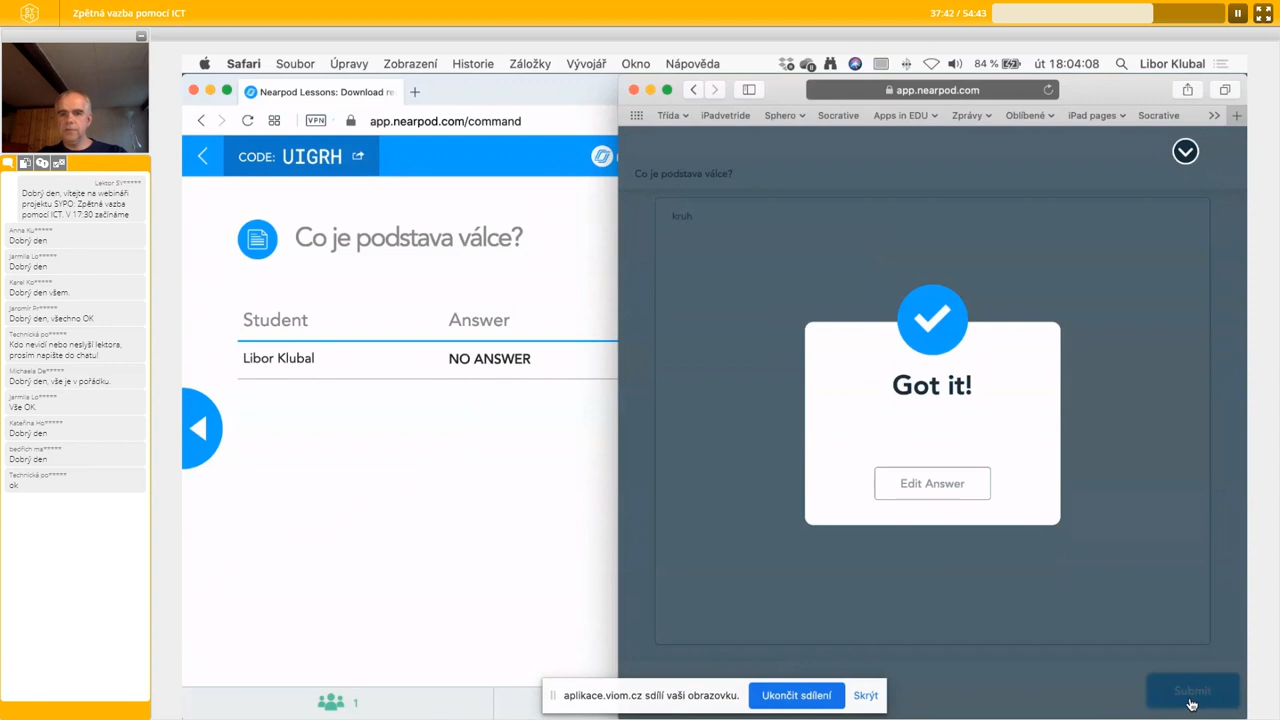 Zpětná vazba pomocí ICT
37:42 / 54:43
Safari Soubor Úpravy Zobrazení Historie Záložky Vývojář Okno Nápověda
84 % út 18:04:08 Libor Klubal
Nearpod Lessons: Download re
app.nearpod.com/command
VPN
app.nearpod.com
Třída iPadvetride Sphero Socrative Apps in EDU Zprávy Oblíbené iPad pages Socrative
CODE: UIGRH
Co je podstava válce?
Student Answer
Libor Klubal NO ANSWER
1
Co je podstava válce?
kruh
Got it!
Edit Answer
Submit
aplikace.viom.cz sdílí vaši obrazovku. Ukončit sdílení Skrýt
Lektor SY*****
Dobrý den, vítejte na webináři
projektu SYPO: Zpětná vazba
pomocí ICT. V 17:30 začínáme
Anna Ku*****
Dobrý den
Jarmila Lo*****
Dobrý den
Karel Ko*****
Dobrý den všem.
Jaromír Pr*****
Dobrý den, všechno OK
Technická po*****
Kdo nevidí nebo neslyší lektora,
prosím napište do chatu!
Michaela De*****
Dobrý den, vše je v pořádku.
Jarmila Lo*****
Vše OK
Kateřina Ho*****
Dobrý den
bedřich ma*****
Dobrý den
Technická po*****
ok